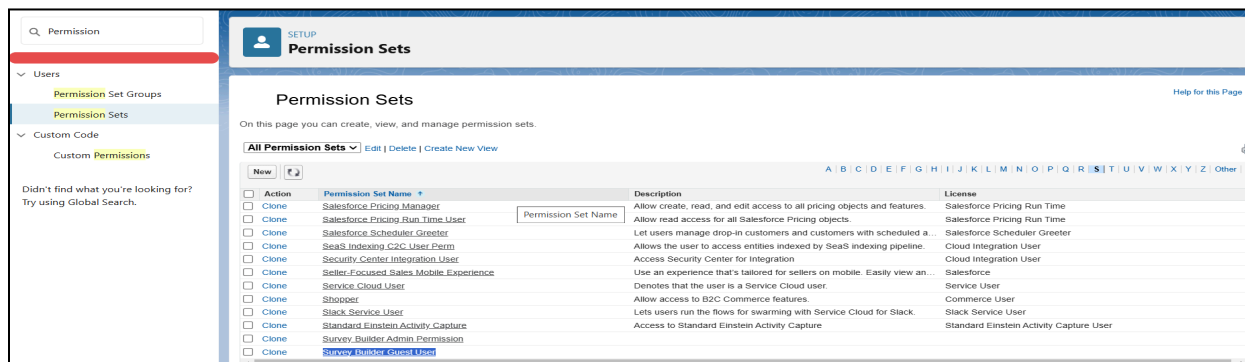 Permission
Users
Permission Set Groups
Permission Sets
Custom Code
Custom Permissions
Didn't find what you're looking for?
Try using Global Search.
SETUP
Permission Sets
Permission Sets
Help for this Page
On this page you can create, view, and manage permission sets.
All Permission Sets Edit | Delete | Create New View
New A | B | C | D | E | F | G | H | I | J | K | L | M | N | O | P | Q | R | S | T | U | V | W | X | Y | Z | Other
Action Permission Set Name Description License
Clone Salesforce Pricing Manager Allow create, read, and edit access to all pricing objects and features. Salesforce Pricing Run Time
Clone Salesforce Pricing Run Time User Allow read access for all Salesforce Pricing objects. Salesforce Pricing Run Time
Permission Set Name
Clone Salesforce Scheduler Greeter Let users manage drop-in customers and customers with scheduled a... Salesforce Scheduler Greeter
Clone SeaS Indexing C2C User Perm Allows the user to access entities indexed by SeaS indexing pipeline. Cloud Integration User
Clone Security Center Integration User Access Security Center for Integration Cloud Integration User
Clone Seller-Focused Sales Mobile Experience Use an experience that's tailored for sellers on mobile. Easily view an... Salesforce
Clone Service Cloud User Denotes that the user is a Service Cloud user. Service User
Clone Shopper Allow access to B2C Commerce features. Commerce User
Clone Slack Service User Lets users run the flows for swarming with Service Cloud for Slack. Slack Service User
Clone Standard Einstein Activity Capture Access to Standard Einstein Activity Capture Standard Einstein Activity Capture User
Clone Survey Builder Admin Permission
Clone Survey Builder Guest User